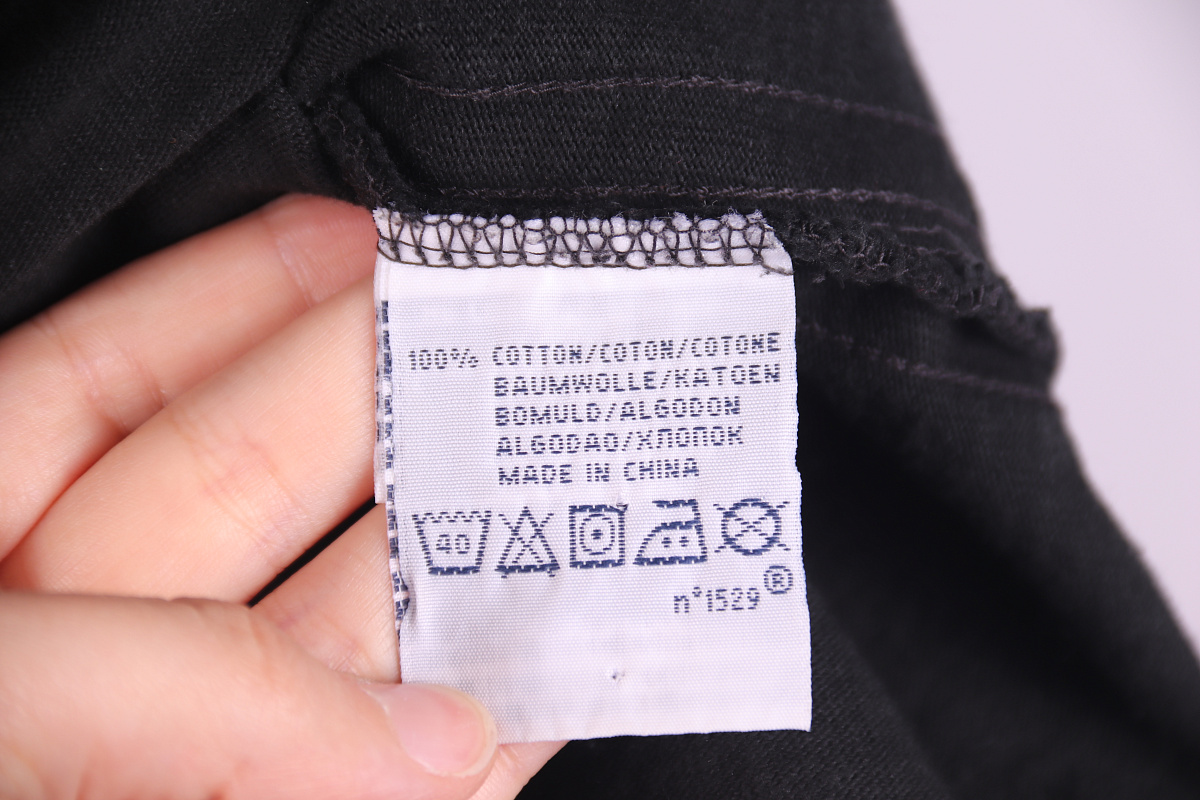 100% COTTON/COTON/COTONE
BAUMWOLLE/KATOEN
BOMULD/ALGODON
ALGODAO/ХЛОПОК
MADE IN CHINA
40
n°1529®